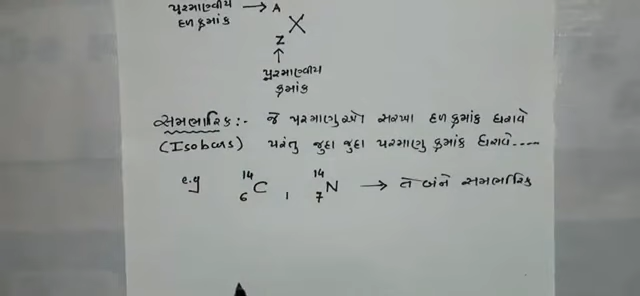 પરમાણ્વીય → A X
દળ ક્રમાંક
Z
↑
પરમાણ્વીય
ક્રમાંક
સમભારિક :- જે પરમાણુઓ સરખા દળ ક્રમાંક ધરાવે
(Isobars) પરંતુ જુદા જુદા પરમાણુ ક્રમાંક ધરાવે....
e.g ¹⁴₆C , ¹⁴₇N → તે બંને સમભારિક